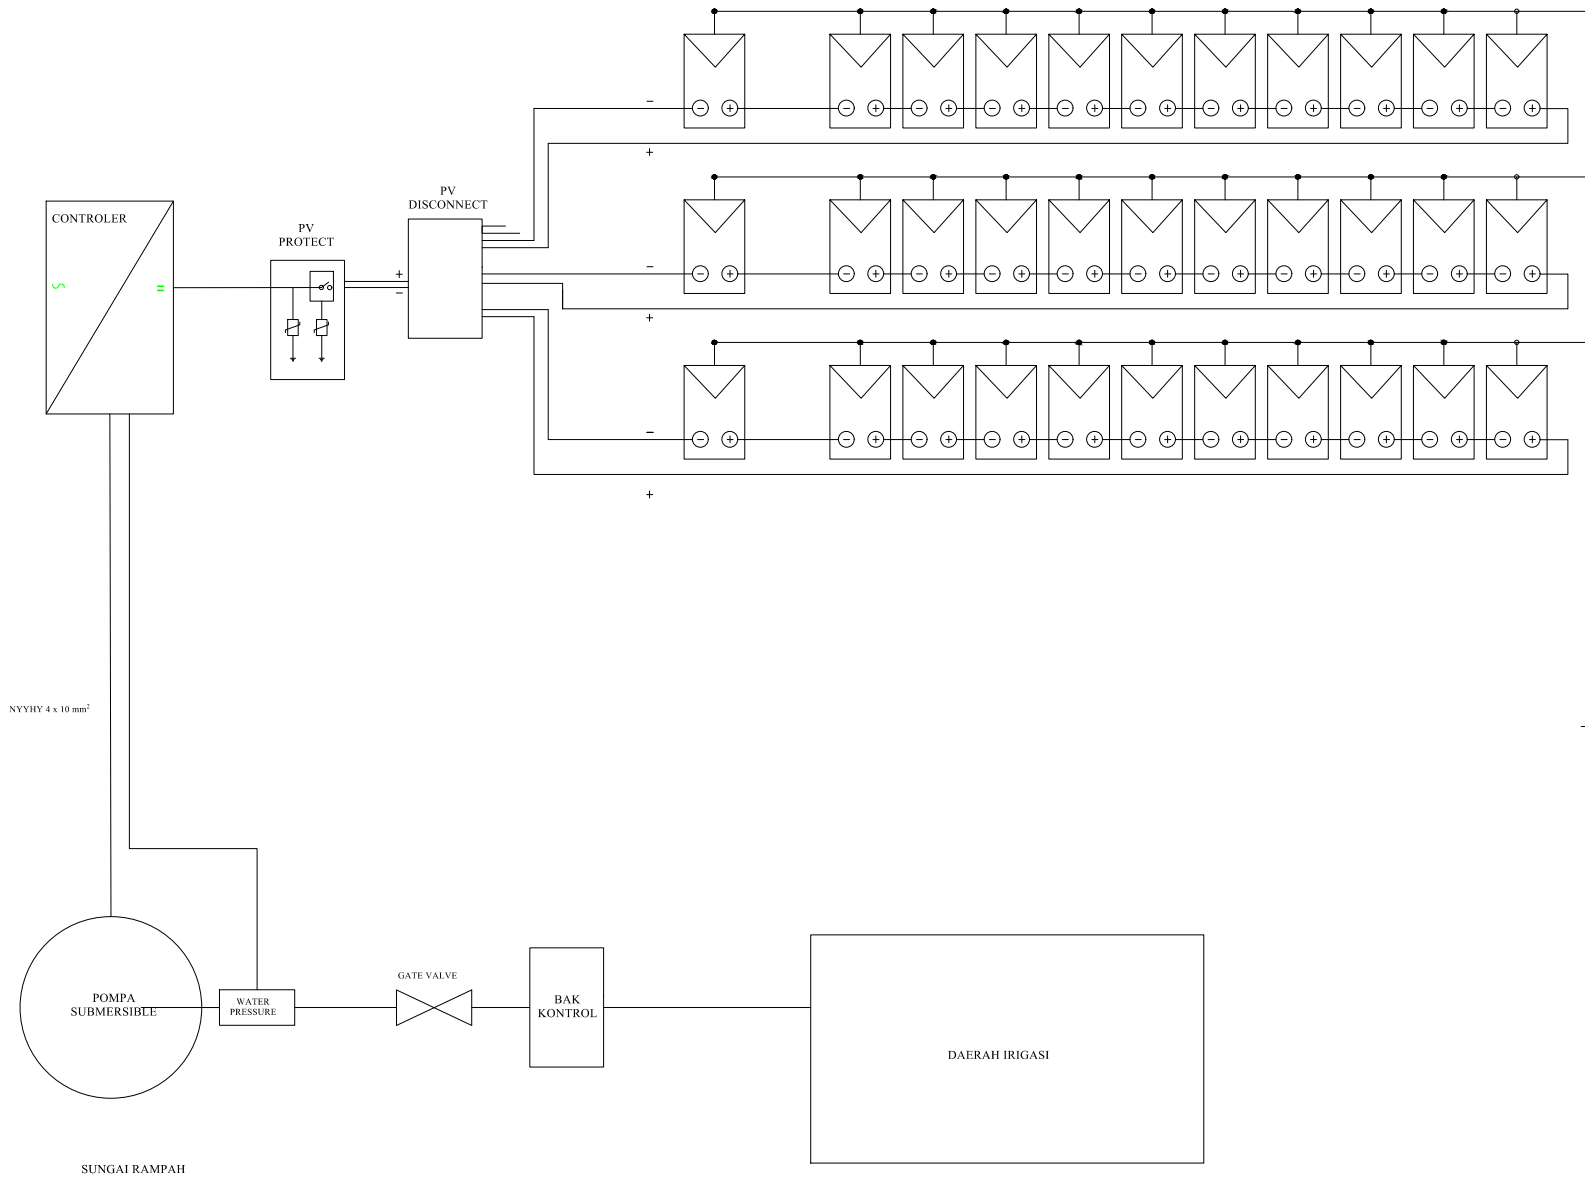 PV
DISCONNECT
CONTROLER
PV
PROTECT
NYYHY 4 x 10 mm²
GATE VALVE
POMPA
SUBMERSIBLE
WATER
PRESSURE
BAK
KONTROL
DAERAH IRIGASI
SUNGAI RAMPAH